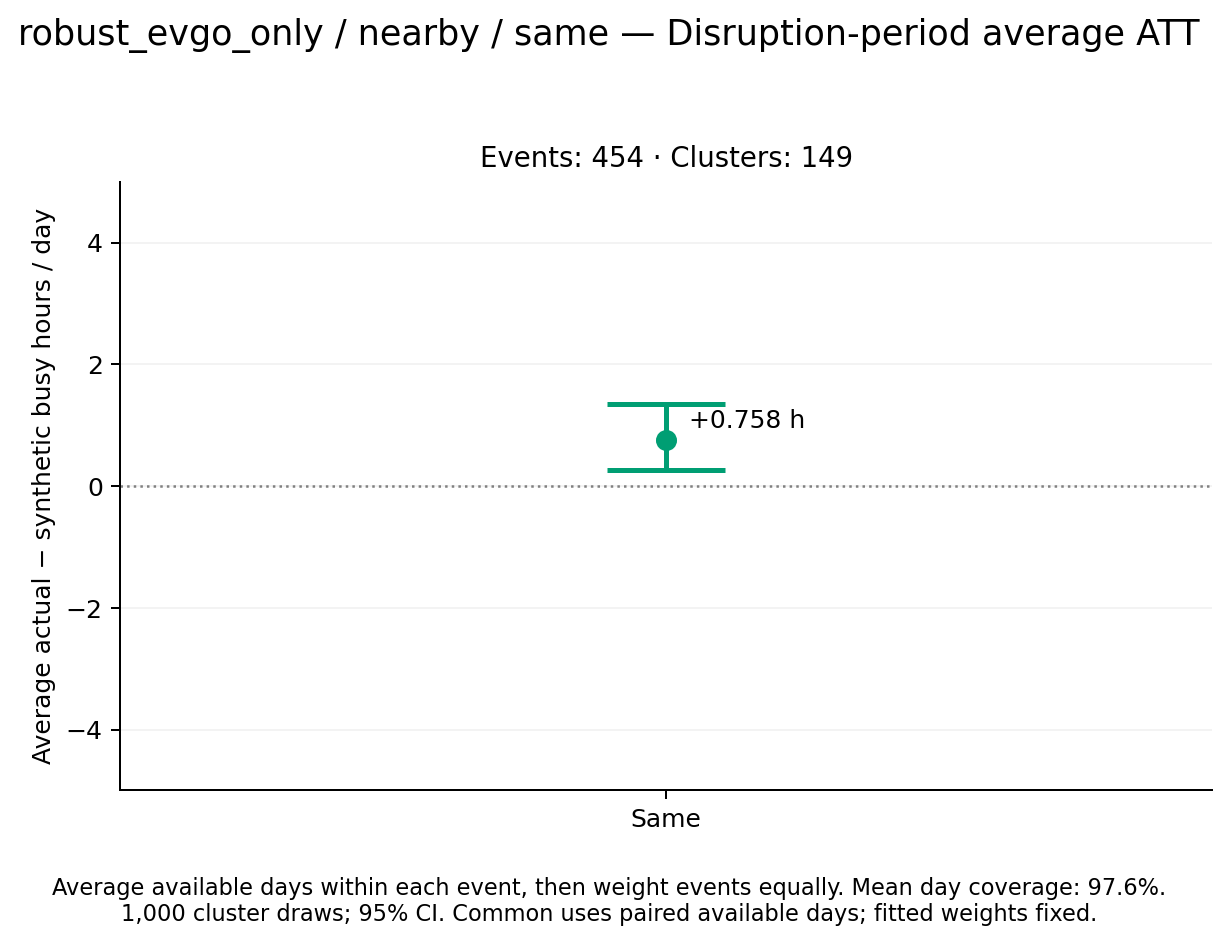 robust_evgo_only / nearby / same — Disruption-period average ATT
Events: 454 · Clusters: 149
Average actual − synthetic busy hours / day
4
2
0
−2
−4
+0.758 h
Same
Average available days within each event, then weight events equally. Mean day coverage: 97.6%.
1,000 cluster draws; 95% CI. Common uses paired available days; fitted weights fixed.